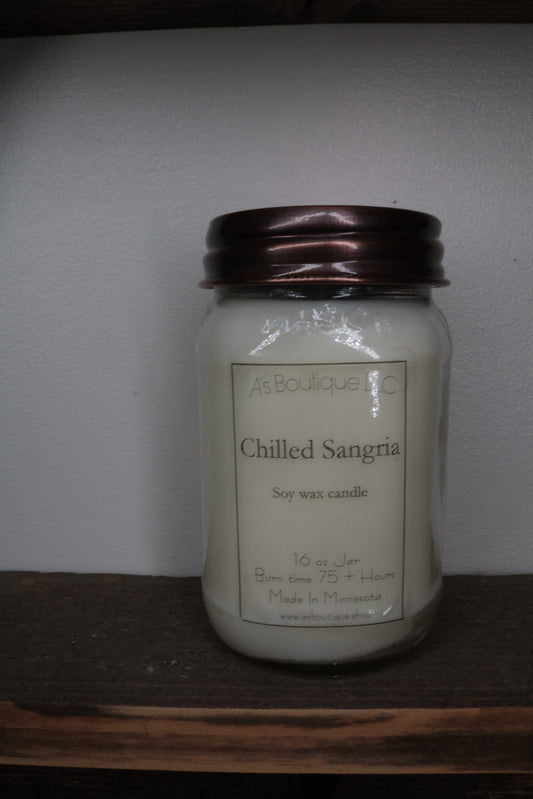 A's Boutique LLC
Chilled Sangria
Soy wax candle
16 oz Jar
Burn time 75 + Hours
Made In Minnesota
www.asboutique.shop